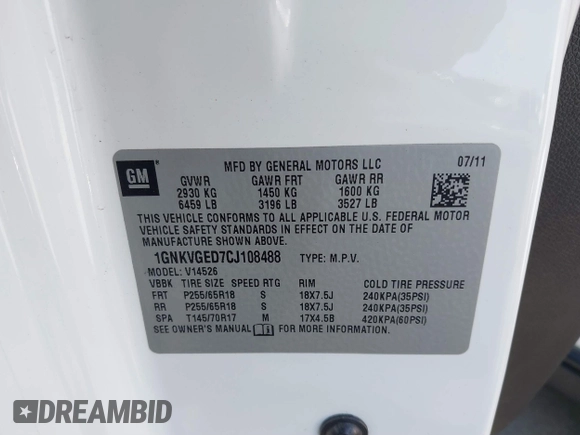 GM
MFD BY GENERAL MOTORS LLC 07/11
GVWR GAWR FRT GAWR RR
2930 KG 1450 KG 1600 KG
6459 LB 3196 LB 3527 LB
THIS VEHICLE CONFORMS TO ALL APPLICABLE U.S. FEDERAL MOTOR
VEHICLE SAFETY STANDARDS IN EFFECT ON THE DATE OF
MANUFACTURE SHOWN ABOVE.
1GNKVGED7CJ108488 TYPE: M.P.V.
MODEL: V14526
VBBK TIRE SIZE SPEED RTG RIM COLD TIRE PRESSURE
FRT P255/65R18 S 18X7.5J 240KPA(35PSI)
RR P255/65R18 S 18X7.5J 240KPA(35PSI)
SPA T145/70R17 M 17X4.5B 420KPA(60PSI)
SEE OWNER'S MANUAL FOR MORE INFORMATION.
DREAMBID